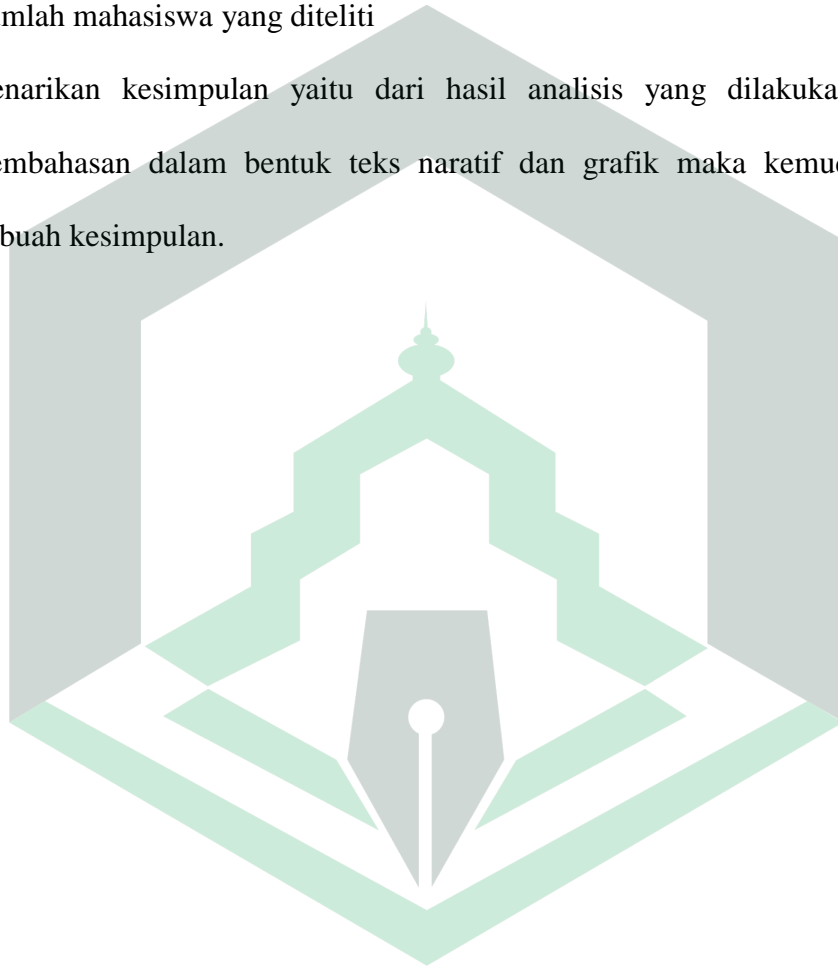 umlah mahasiswa yang diteliti
enarikan kesimpulan yaitu dari hasil analisis yang dilakuka
embahasan dalam bentuk teks naratif dan grafik maka kemu
buah kesimpulan.